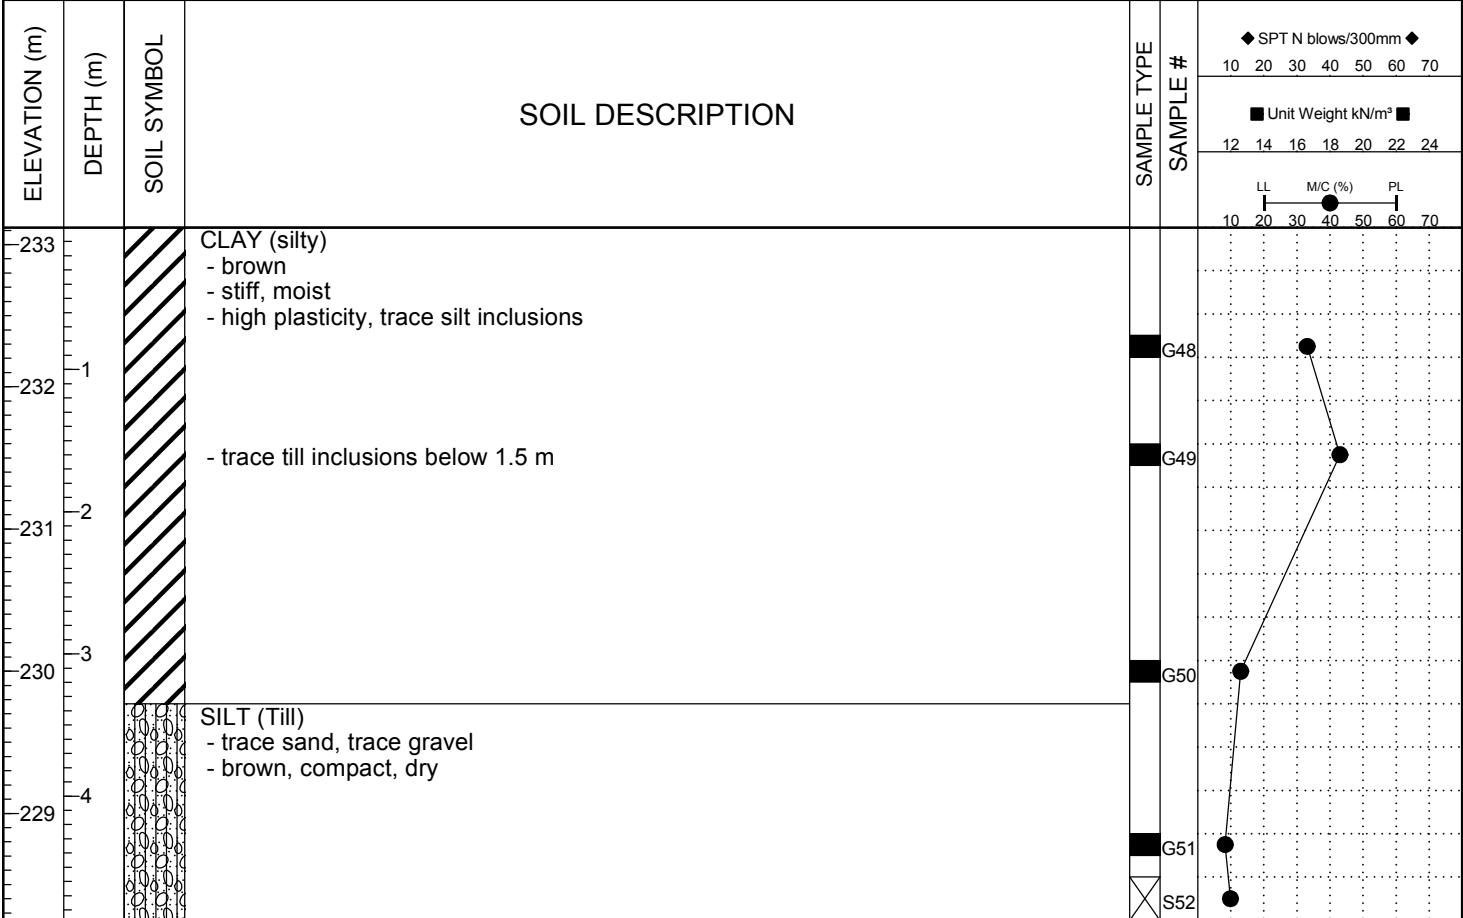 ELEVATION (m)
DEPTH (m)
SOIL SYMBOL
SOIL DESCRIPTION
SAMPLE TYPE
SAMPLE #
◆ SPT N blows/300mm ◆
10 20 30 40 50 60 70
■ Unit Weight kN/m³ ■
12 14 16 18 20 22 24
LL M/C (%) PL
10 20 30 40 50 60 70
233
CLAY (silty)
- brown
- stiff, moist
- high plasticity, trace silt inclusions
G48
1
232
- trace till inclusions below 1.5 m
G49
2
231
3
230
G50
SILT (Till)
- trace sand, trace gravel
- brown, compact, dry
4
229
G51
S52